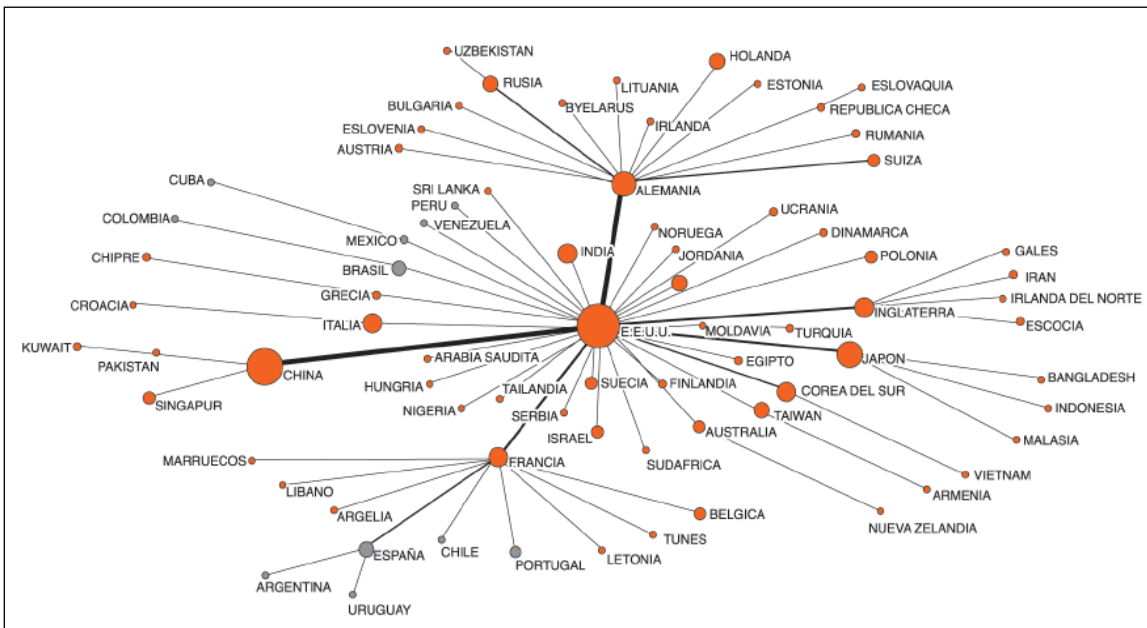 UZBEKISTAN
HOLANDA
RUSIA
LITUANIA
ESTONIA
ESLOVAQUIA
BULGARIA
BYELARUS
REPUBLICA CHECA
ESLOVENIA
IRLANDA
RUMANIA
AUSTRIA
SUIZA
CUBA
SRI LANKA
ALEMANIA
PERU
COLOMBIA
VENEZUELA
UCRANIA
NORUEGA
DINAMARCA
MEXICO
INDIA
JORDANIA
POLONIA
GALES
CHIPRE
BRASIL
IRAN
GRECIA
IRLANDA DEL NORTE
CROACIA
ITALIA
INGLATERRA
ESCOCIA
E.E.U.U.
MOLDAVIA
TURQUIA
KUWAIT
ARABIA SAUDITA
JAPON
PAKISTAN
CHINA
EGIPTO
BANGLADESH
HUNGRIA
TAILANDIA
SUECIA
FINLANDIA
COREA DEL SUR
SINGAPUR
NIGERIA
SERBIA
TAIWAN
INDONESIA
ISRAEL
AUSTRALIA
MALASIA
MARRUECOS
FRANCIA
SUDAFRICA
VIETNAM
LIBANO
ARMENIA
ARGELIA
BELGICA
NUEVA ZELANDIA
ESPAÑA
CHILE
PORTUGAL
LETONIA
TUNES
ARGENTINA
URUGUAY